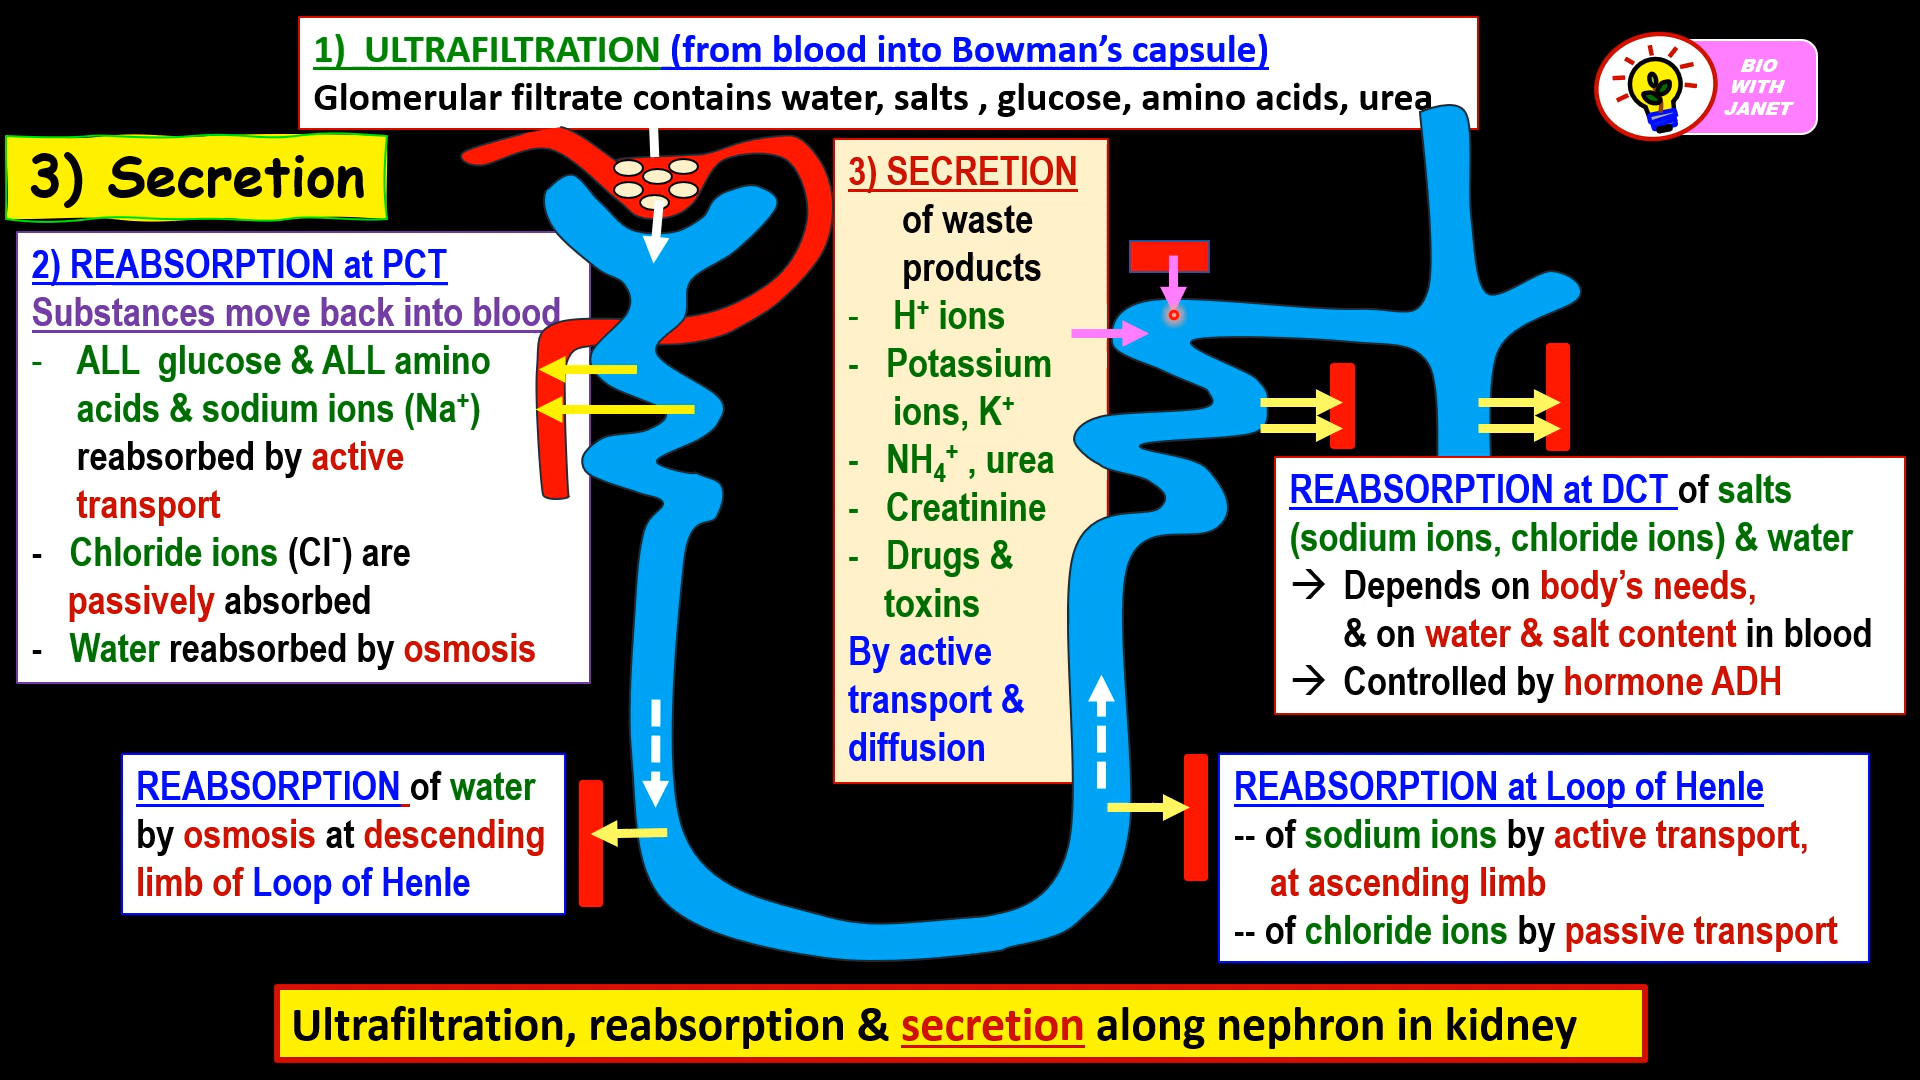 1) ULTRAFILTRATION (from blood into Bowman’s capsule)
Glomerular filtrate contains water, salts , glucose, amino acids, urea
BIO
WITH
JANET
3) Secretion
2) REABSORPTION at PCT
Substances move back into blood
- ALL glucose & ALL amino
acids & sodium ions (Na⁺)
reabsorbed by active
transport
- Chloride ions (Cl⁻) are
passively absorbed
- Water reabsorbed by osmosis
3) SECRETION
of waste
products
- H⁺ ions
- Potassium
ions, K⁺
- NH₄⁺ , urea
- Creatinine
- Drugs &
toxins
By active
transport &
diffusion
REABSORPTION at DCT of salts
(sodium ions, chloride ions) & water
→ Depends on body’s needs,
& on water & salt content in blood
→ Controlled by hormone ADH
REABSORPTION of water
by osmosis at descending
limb of Loop of Henle
REABSORPTION at Loop of Henle
-- of sodium ions by active transport,
at ascending limb
-- of chloride ions by passive transport
Ultrafiltration, reabsorption & secretion along nephron in kidney